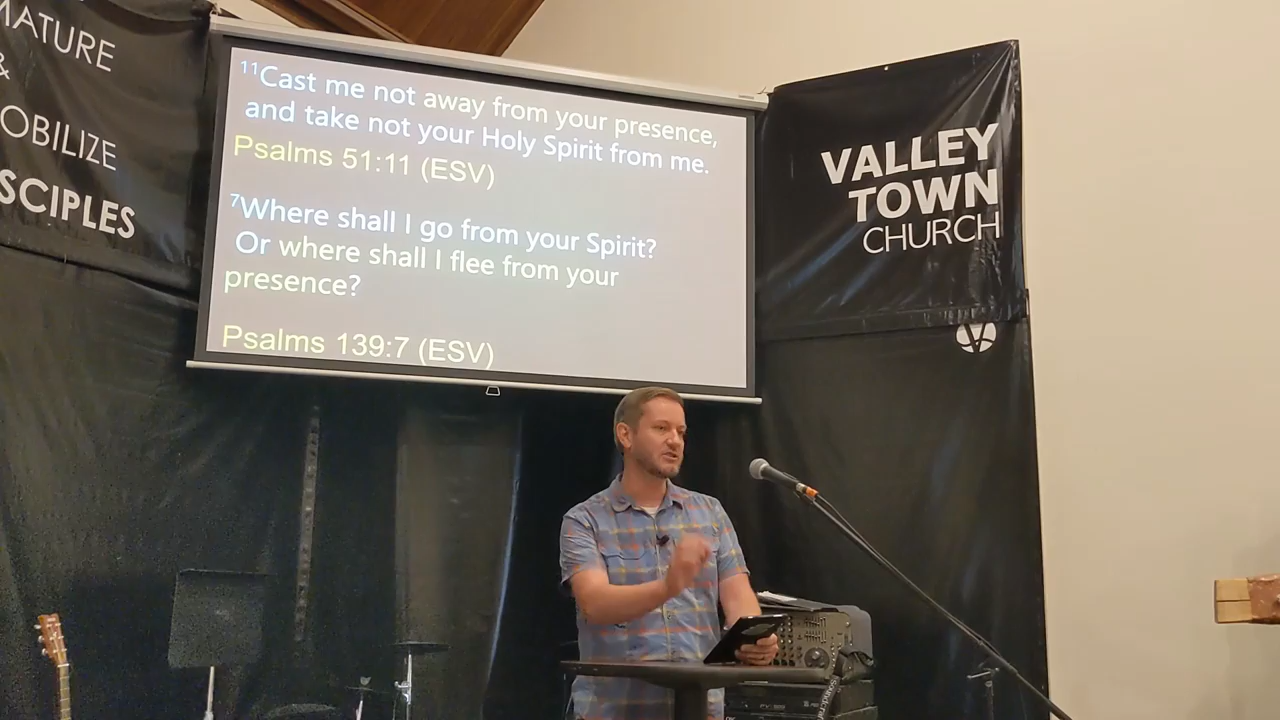 MATURE
&
MOBILIZE
DISCIPLES
¹¹Cast me not away from your presence,
and take not your Holy Spirit from me.
Psalms 51:11 (ESV)
⁷Where shall I go from your Spirit?
Or where shall I flee from your
presence?
Psalms 139:7 (ESV)
VALLEY
TOWN
CHURCH